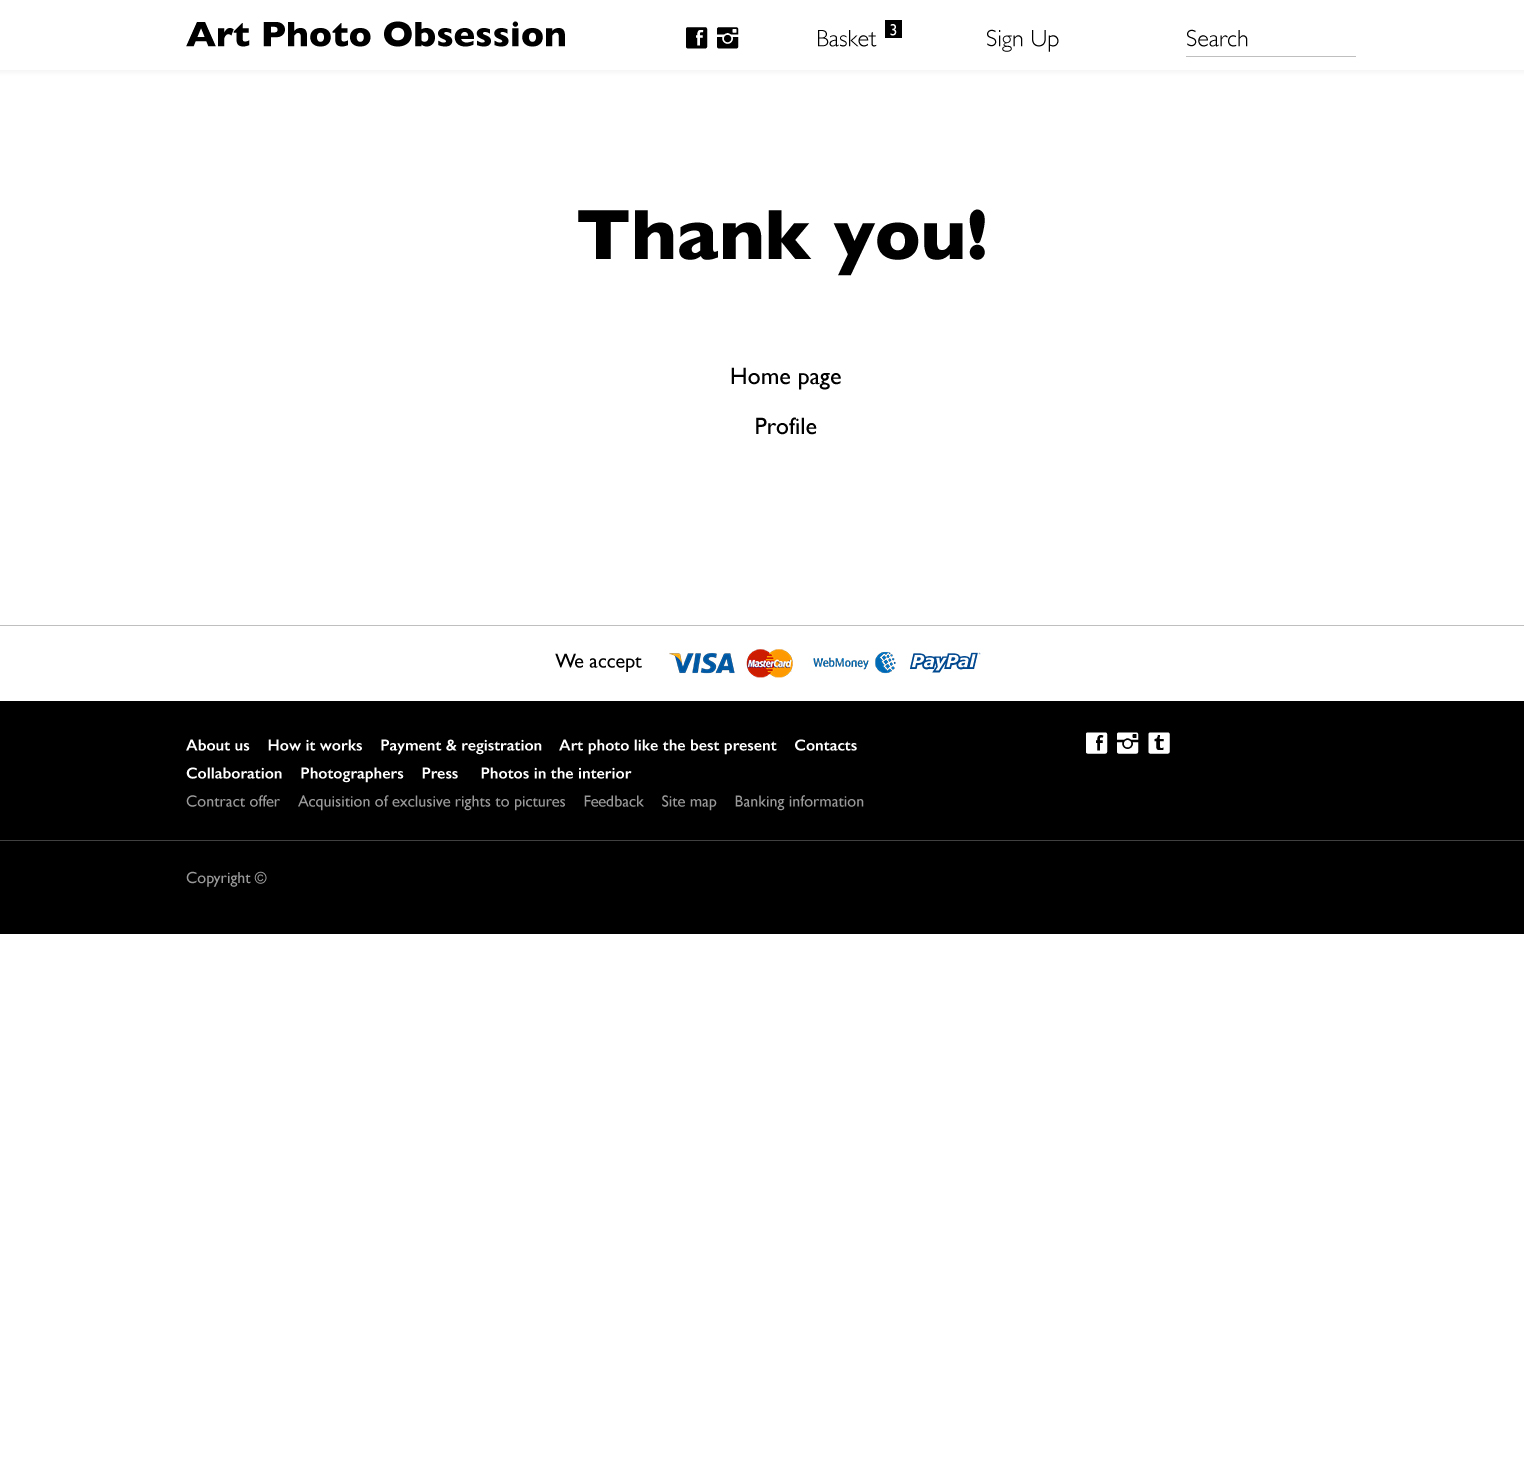 Art Photo Obsession
Basket 3
Sign Up
Search
Thank you!
Home page
Profile
We accept VISA MasterCard WebMoney PayPal
About us How it works Payment & registration Art photo like the best present Contacts
Collaboration Photographers Press Photos in the interior
Contract offer Acquisition of exclusive rights to pictures Feedback Site map Banking information
Copyright ©